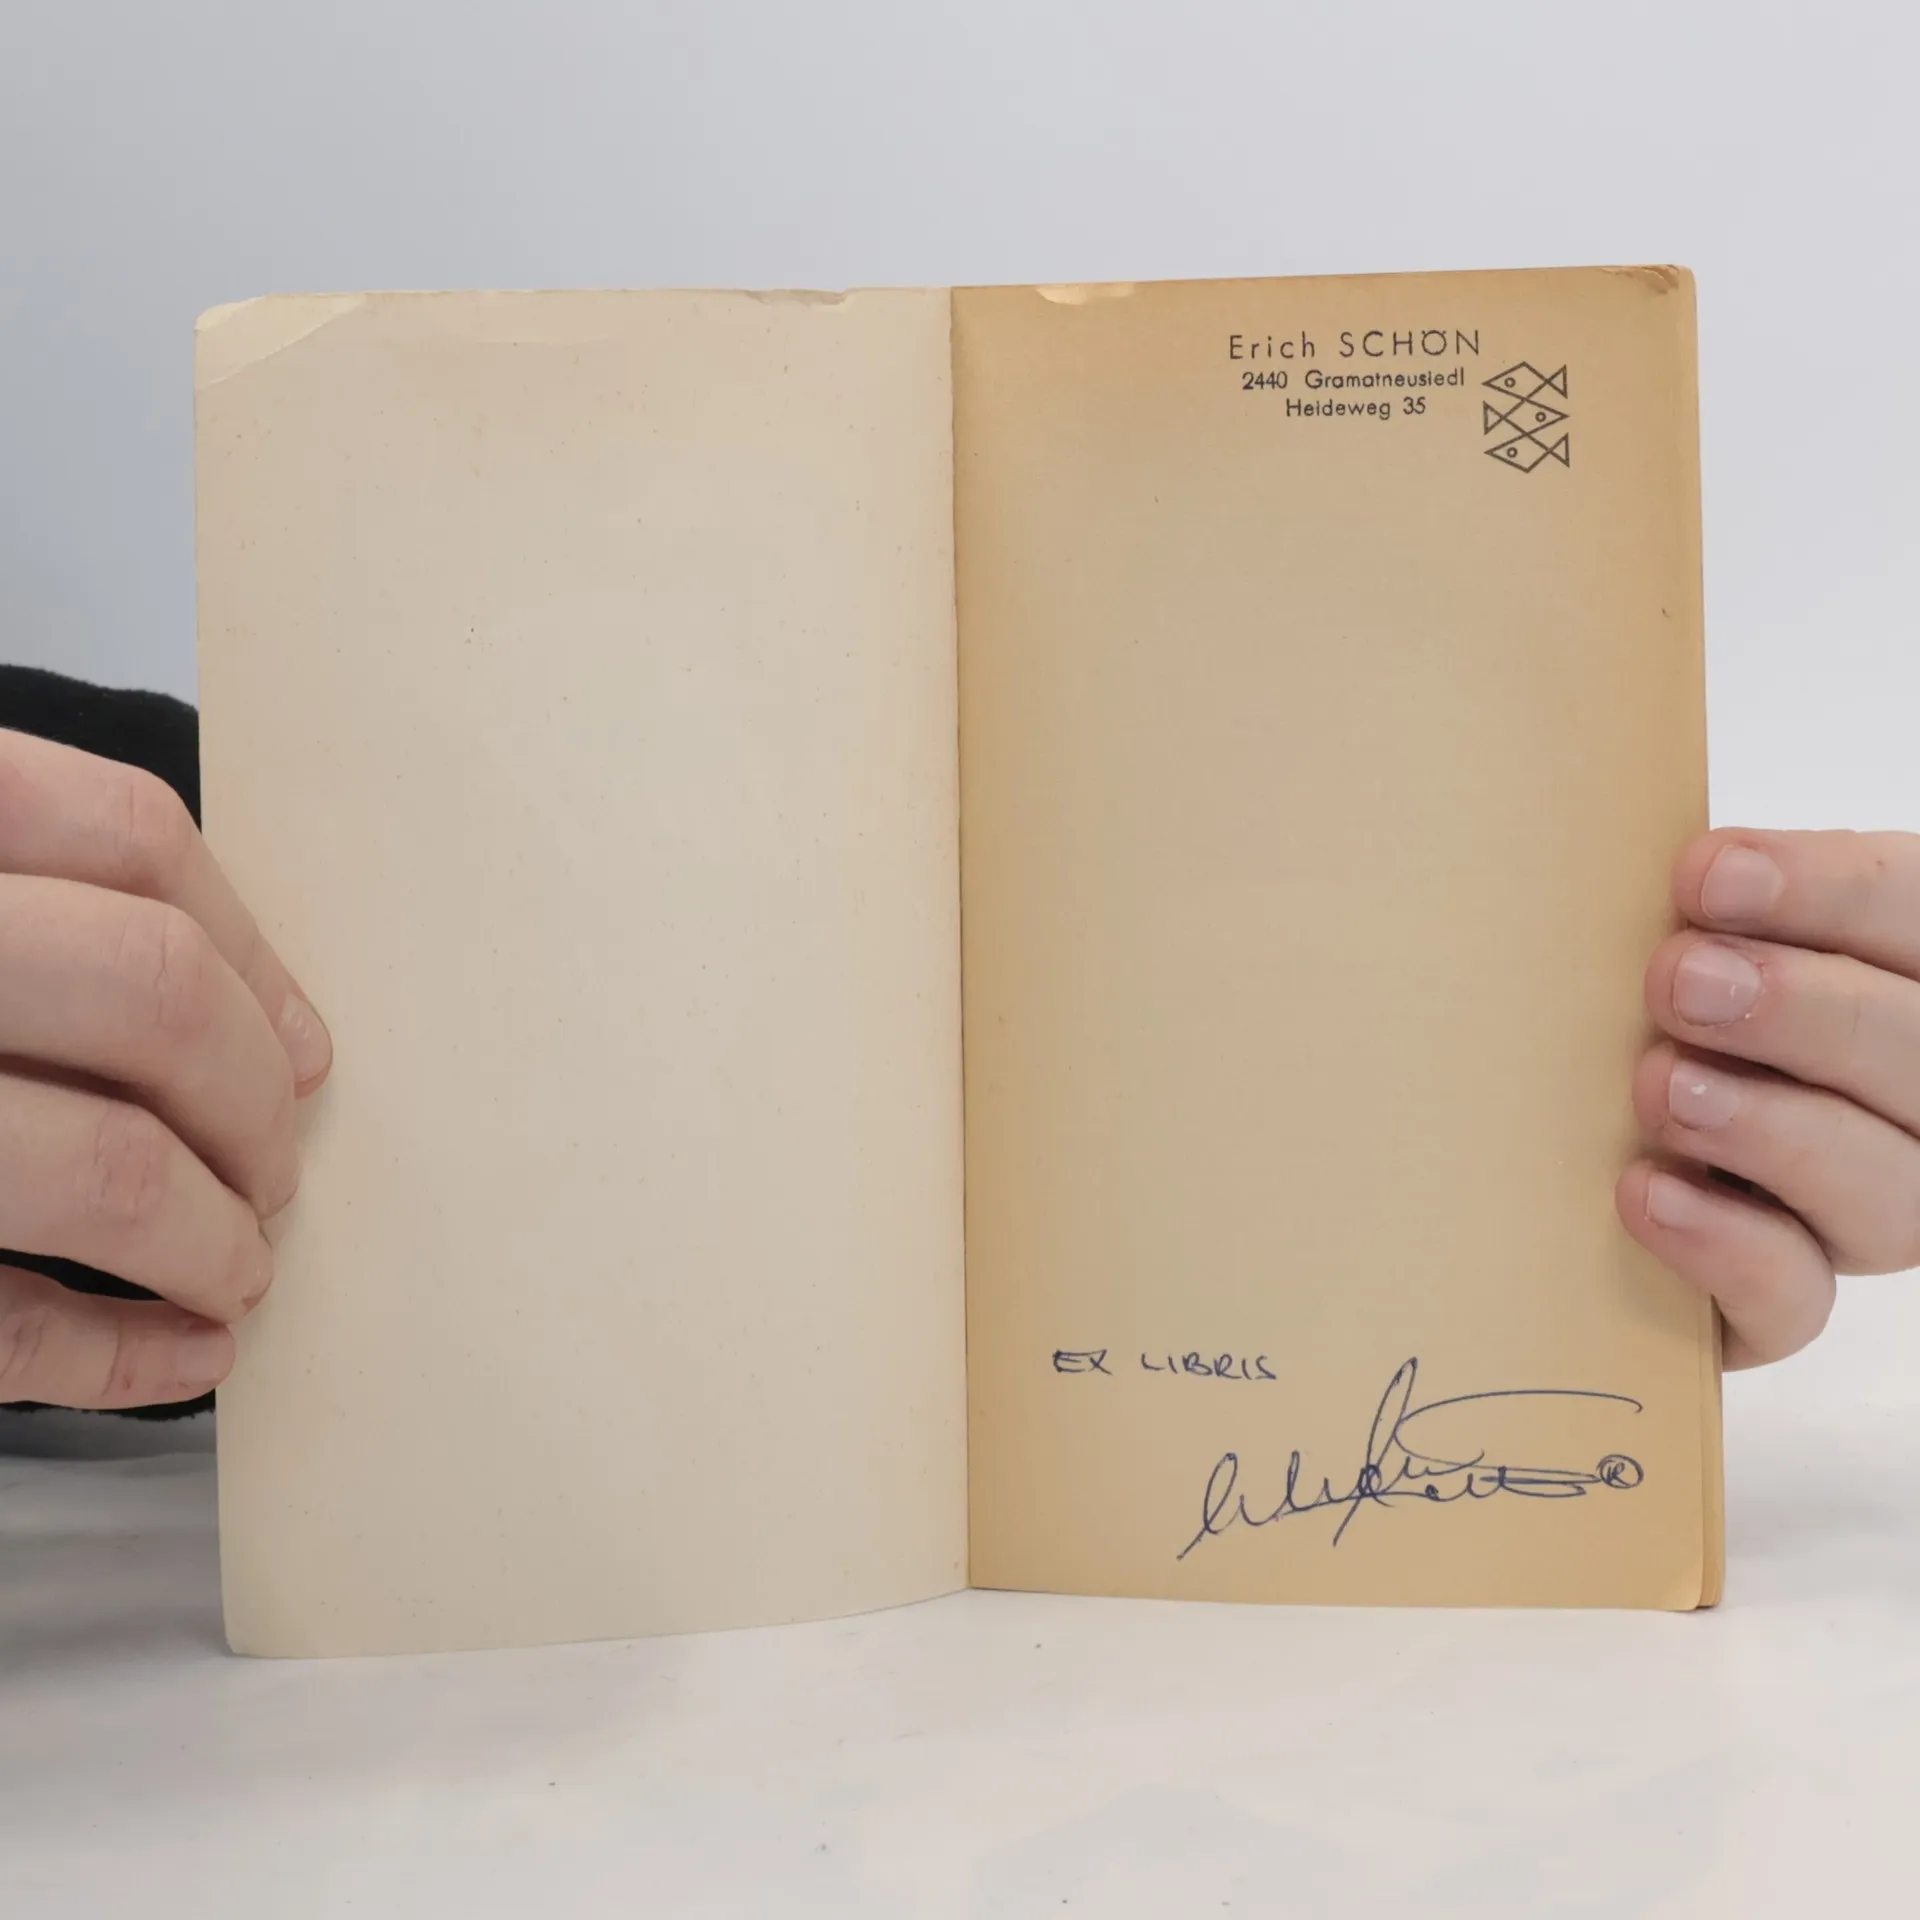 Erich SCHÖN
2440 Gramatneusiedl
Heideweg 35
EX LIBRIS
®